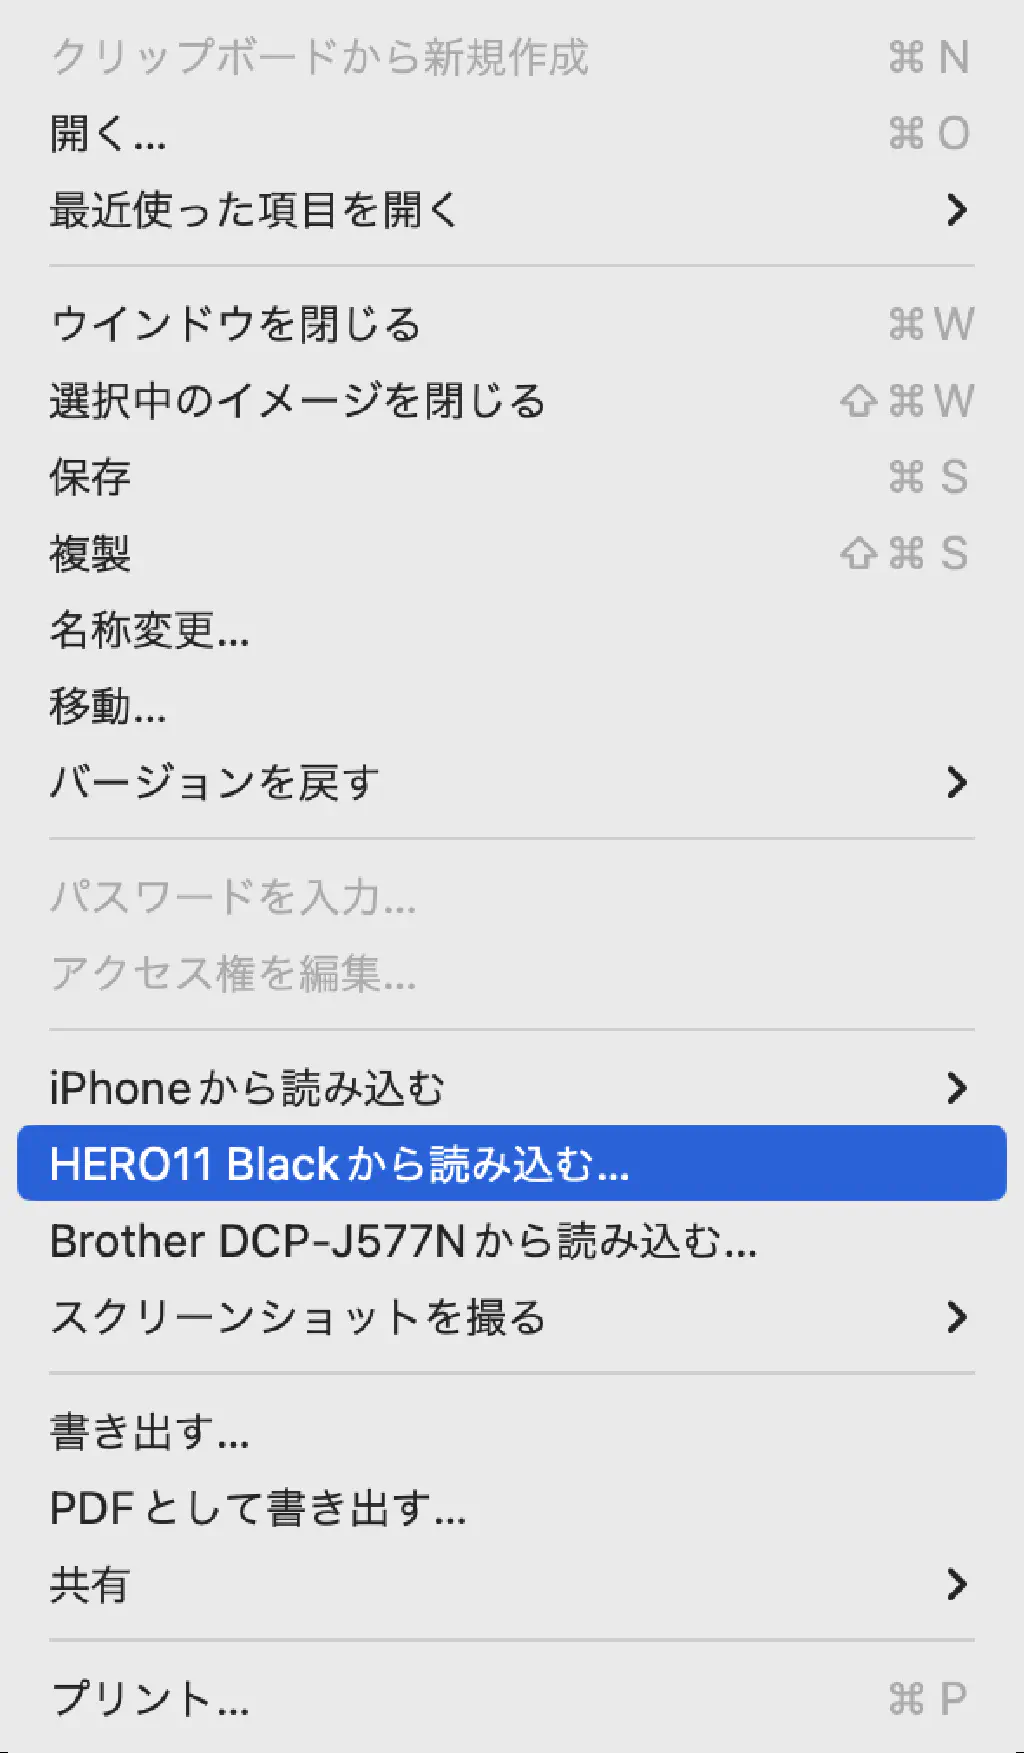 クリップボードから新規作成 ⌘ N
開く... ⌘ O
最近使った項目を開く
ウインドウを閉じる ⌘ W
選択中のイメージを閉じる ⇧ ⌘ W
保存 ⌘ S
複製 ⇧ ⌘ S
名称変更...
移動...
バージョンを戻す
パスワードを入力...
アクセス権を編集...
iPhoneから読み込む
HERO11 Blackから読み込む...
Brother DCP-J577Nから読み込む...
スクリーンショットを撮る
書き出す...
PDFとして書き出す...
共有
プリント... ⌘ P